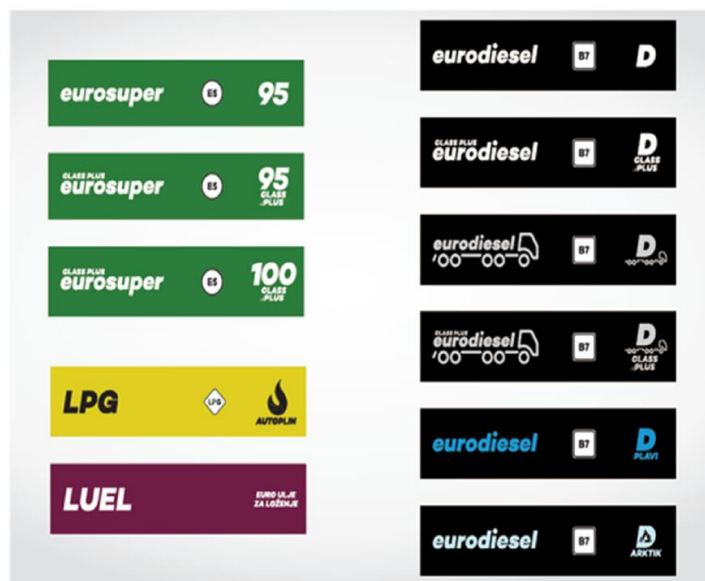 eurosuper E5 95
CLASS PLUS
eurosuper E5 95
CLASS
PLUS
CLASS PLUS
eurosuper E5 100
CLASS
PLUS
LPG LPG AUTOPLIN
LUEL EURO ULJE
ZA LOŽENJE
eurodiesel B7 D
CLASS PLUS
eurodiesel B7 D
CLASS
PLUS
eurodiesel B7 D
CLASS PLUS
eurodiesel B7 D
CLASS
PLUS
eurodiesel B7 D
PLAVI
eurodiesel B7 D
ARKTIK